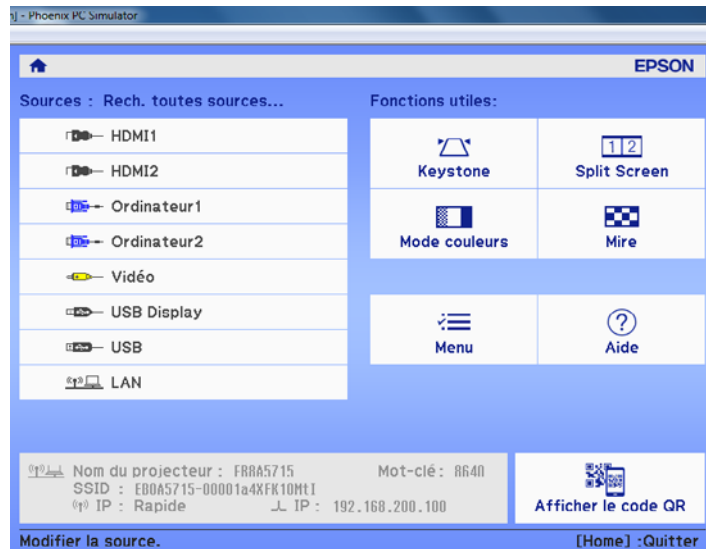 n] - Phoenix PC Simulator
EPSON
Sources : Rech. toutes sources...
Fonctions utiles:
HDMI1
HDMI2
Ordinateur1
Ordinateur2
Vidéo
USB Display
USB
LAN
Keystone
1 2
Split Screen
Mode couleurs
Mire
Menu
?
Aide
Nom du projecteur : FR8A5715
Mot-clé : 8640
SSID : EB0A5715-00001a4XFK10MtI
IP : Rapide
IP : 192.168.200.100
Afficher le code QR
Modifier la source.
[Home] :Quitter